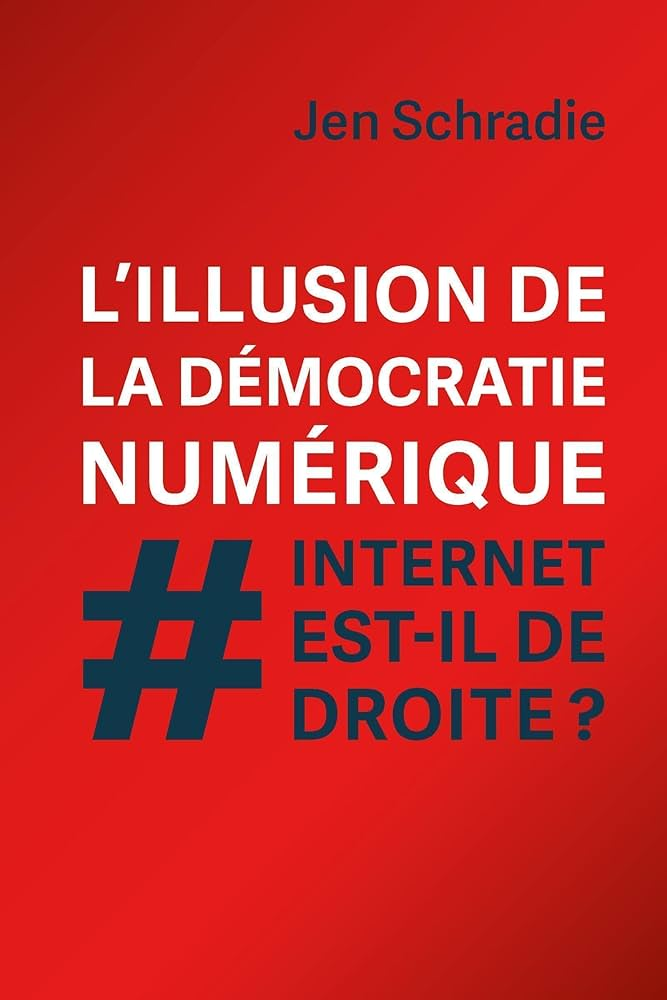 Jen Schradie
L'ILLUSION DE
LA DÉMOCRATIE
NUMÉRIQUE
# INTERNET
EST-IL DE
DROITE ?